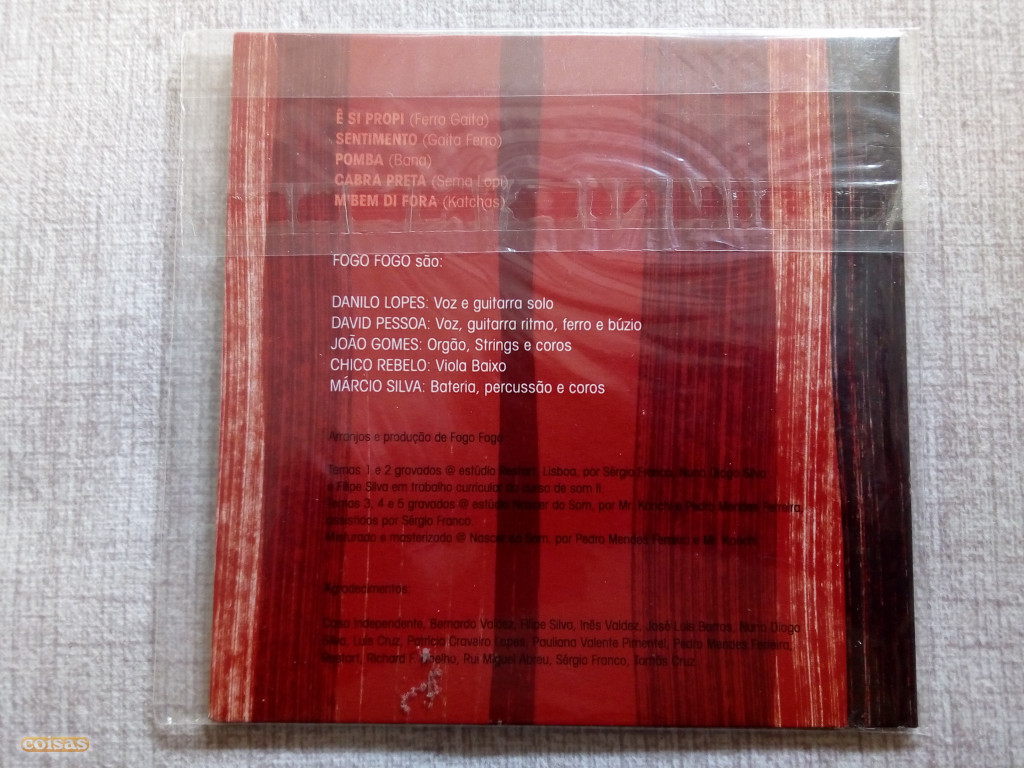 Ê SI PROPI (Ferro Gaita)
SENTIMENTO (Gaita Ferro)
POMBA (Bana)
CABRA PRETA (Sema Lopi)
M'BEM DI FORA (Katchas)
FOGO FOGO são:
DANILO LOPES: Voz e guitarra solo
DAVID PESSOA: Voz, guitarra ritmo, ferro e búzio
JOÃO GOMES: Orgão, Strings e coros
CHICO REBELO: Viola Baixo
MÁRCIO SILVA: Bateria, percussão e coros
Arranjos e produção de Fogo Fogo
Temas 1 e 2 gravados @ estúdio Restart, Lisboa, por Sérgio Franco, Nuno Diogo Silva
e Filipe Silva em trabalho curricular do curso de som II.
Temas 3, 4 e 5 gravados @ estúdio Nascer do Som, por Mr. e Pedro Mendes Ferreira,
assistidos por Sérgio Franco.
Misturado e masterizado @ Nascer do Som, por Pedro Mendes Ferreira e Mr.
Agradecimentos:
Casa Independente, Bernardo Valdez, Filipe Silva, Inês Valdez, José Luis Barros, Nuno Diogo
Silva, Luis Cruz, Patrícia Craveiro Lopes, Pauliana Valente Pimentel, Pedro Mendes Ferreira,
Restart, Richard F. Coelho, Rui Miguel Abreu, Sérgio Franco, Tomás Cruz.
coisas